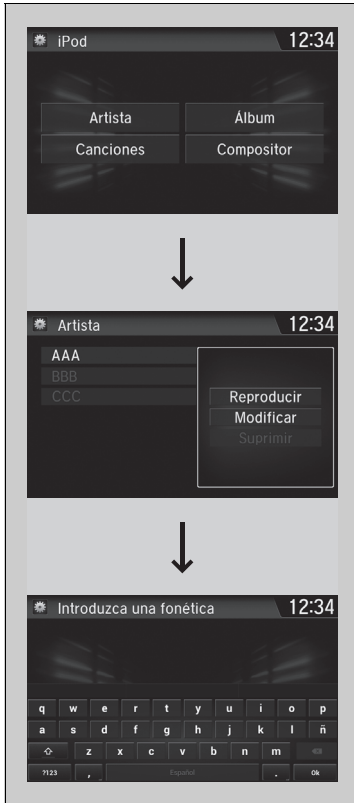 iPod 12:34
Artista Álbum
Canciones Compositor
Artista 12:34
AAA
BBB
CCC
Reproducir
Modificar
Suprimir
Introduzca una fonética 12:34
q w e r t y u i o p
a s d f g h j k l ñ
z x c v b n m
?123 , Español . Ok